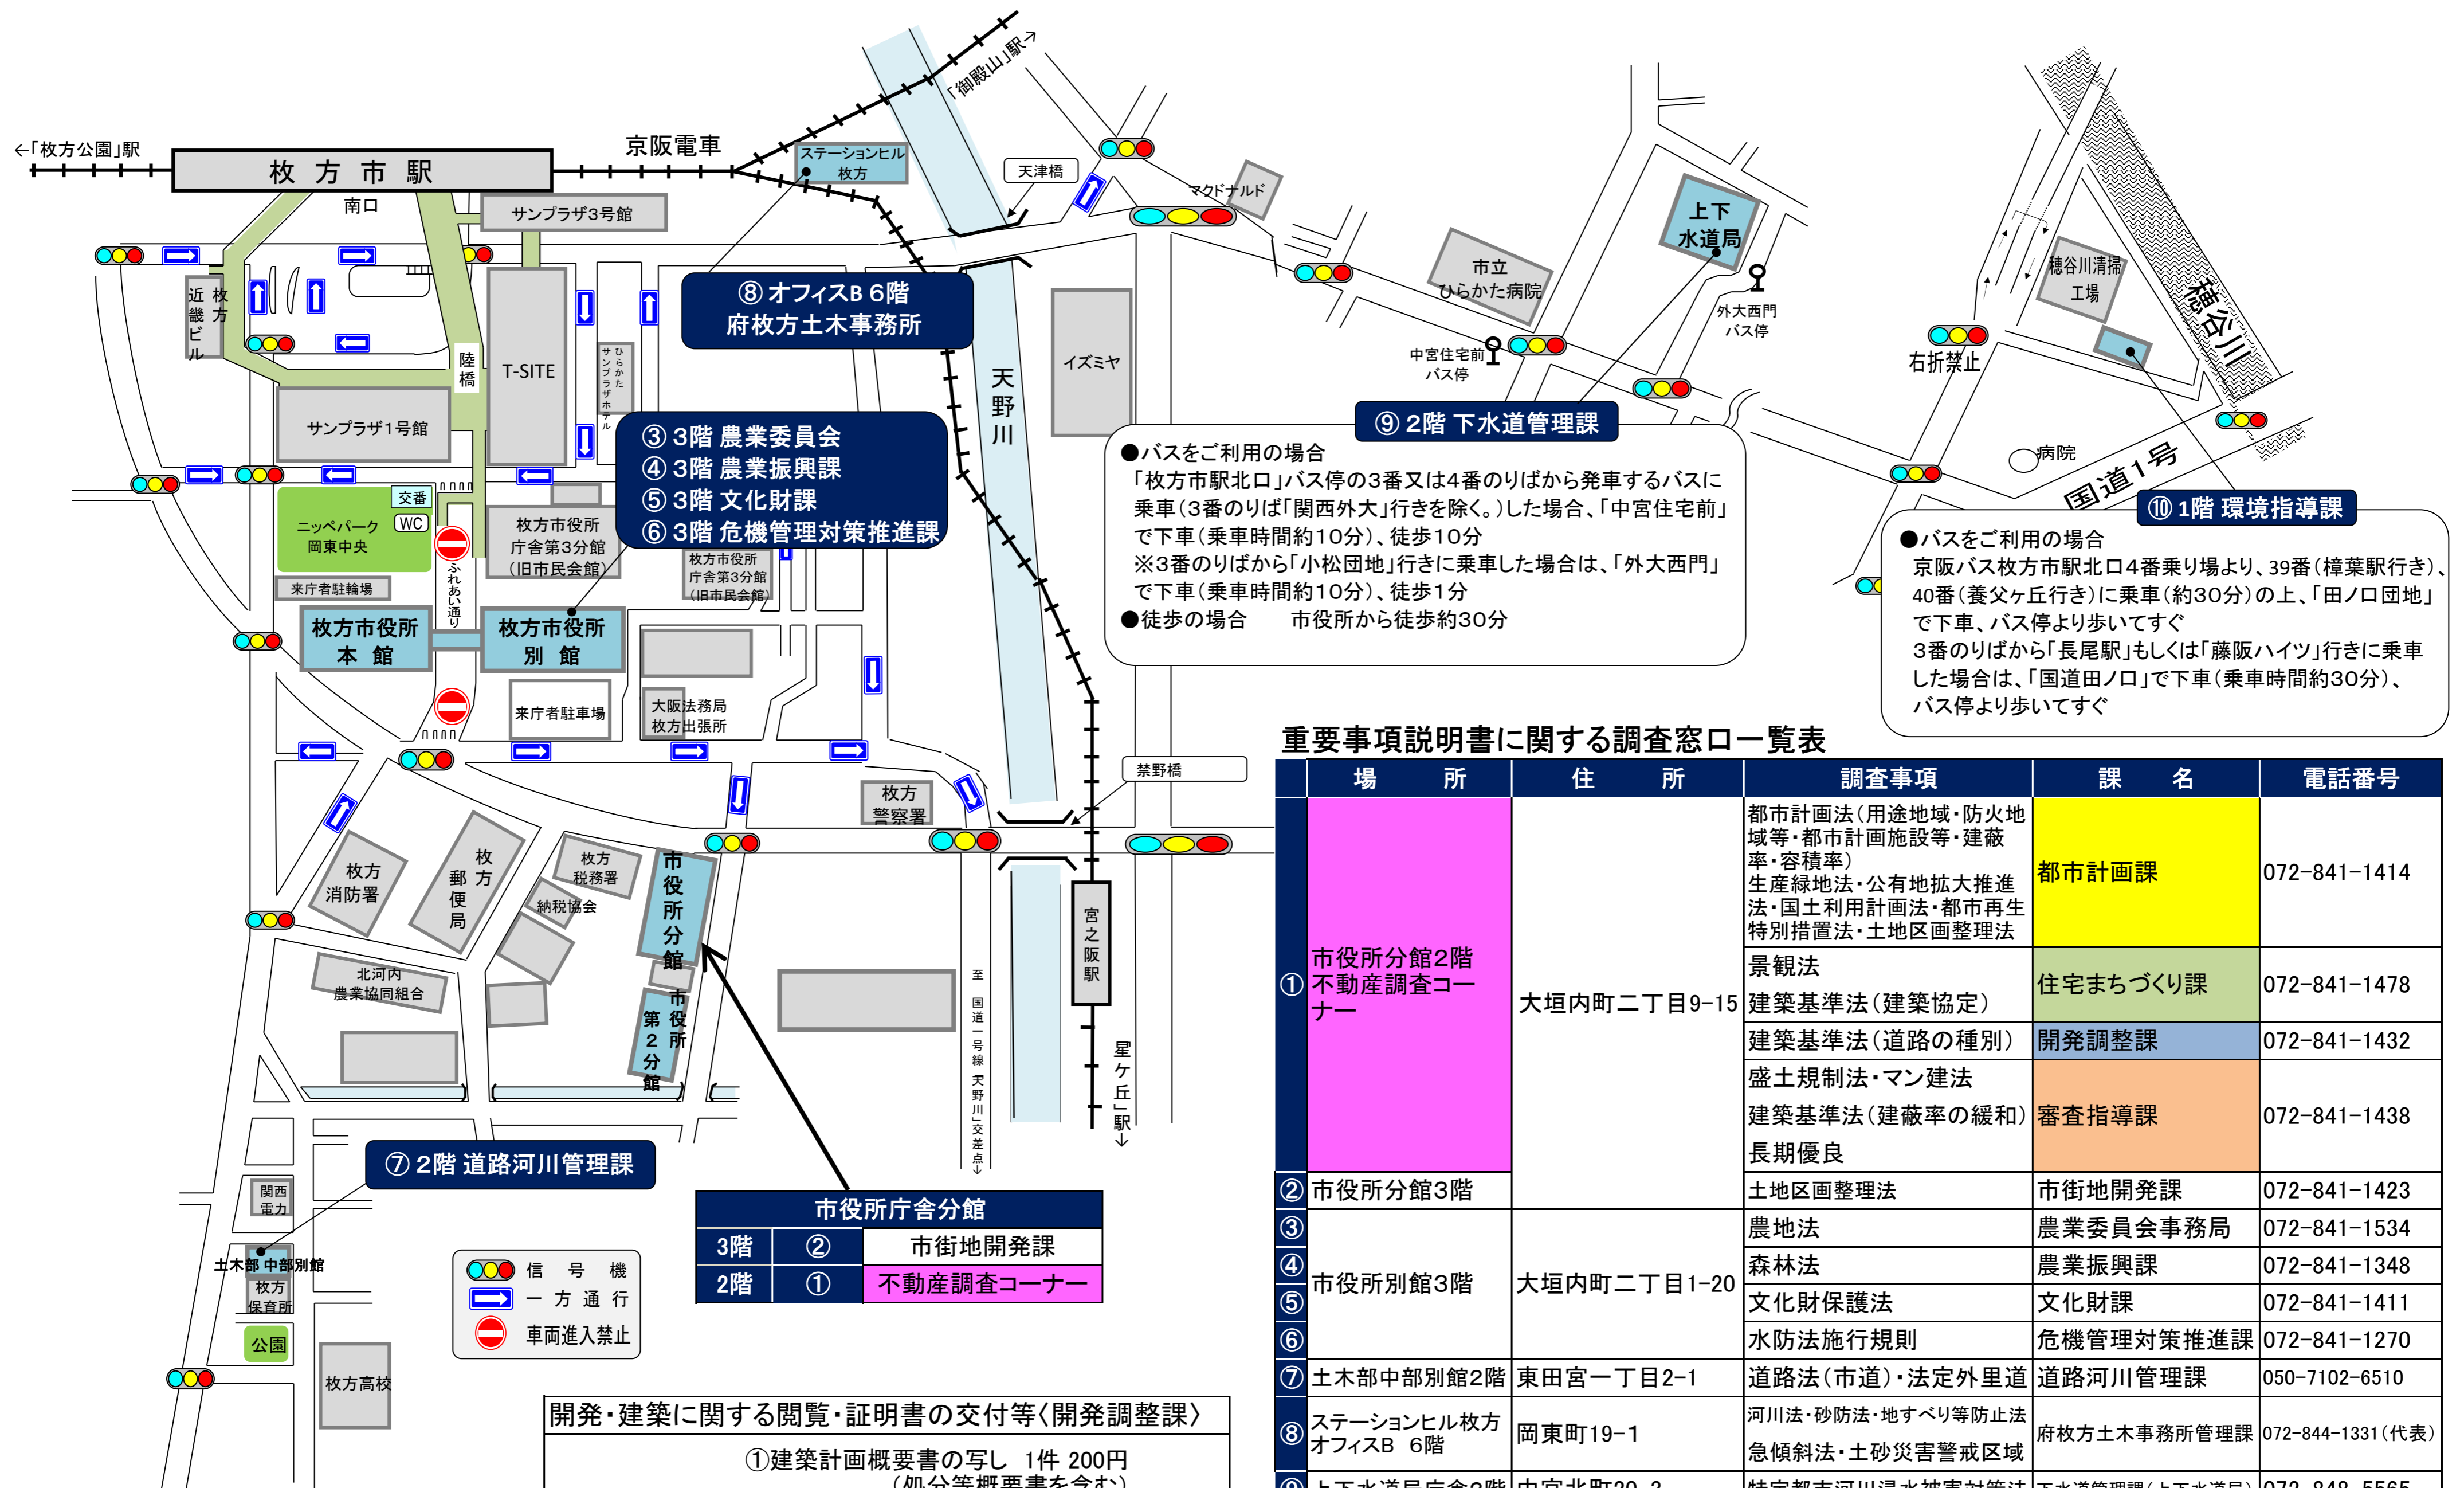 ←「枚方公園」駅
枚方市駅
南口
京阪電車
「御殿山」駅→
ステーションヒル
枚方
天津橋
マクドナルド
サンプラザ3号館
近畿ビル
枚方
陸橋
T-SITE
ひらかた
サンプラザホテル
サンプラザ1号館
⑧ オフィスB 6階
府枚方土木事務所
天野川
イズミヤ
市立
ひらかた病院
上下
水道局
外大西門
バス停
中宮住宅前
バス停
穂谷川清掃
工場
穂谷川
右折禁止
病院
国道1号
③ 3階 農業委員会
④ 3階 農業振興課
⑤ 3階 文化財課
⑥ 3階 危機管理対策推進課
交番
WC
ニッペパーク
岡東中央
来庁者駐輪場
ふれあい通り
枚方市役所
庁舎第3分館
(旧市民会館)
枚方市役所
庁舎第3分館
(旧市民会館)
枚方市役所
本 館
枚方市役所
別 館
来庁者駐車場
大阪法務局
枚方出張所
⑨ 2階 下水道管理課
●バスをご利用の場合
「枚方市駅北口」バス停の3番又は4番のりばから発車するバスに
乗車(3番のりば「関西外大」行きを除く。)した場合、「中宮住宅前」
で下車(乗車時間約10分)、徒歩10分
※3番のりばから「小松団地」行きに乗車した場合は、「外大西門」
で下車(乗車時間約10分)、徒歩1分
●徒歩の場合 市役所から徒歩約30分
⑩ 1階 環境指導課
●バスをご利用の場合
京阪バス枚方市駅北口4番乗り場より、39番(樟葉駅行き)、
40番(養父ヶ丘行き)に乗車(約30分)の上、「田ノ口団地」
で下車、バス停より歩いてすぐ
3番のりばから「長尾駅」もしくは「藤阪ハイツ」行きに乗車
した場合は、「国道田ノ口」で下車(乗車時間約30分)、
バス停より歩いてすぐ
禁野橋
枚方
警察署
枚方
消防署
枚方
郵便局
枚方
税務署
納税協会
市役所分館
市役所
第2分館
北河内
農業協同組合
宮之阪駅
至 国道一号線「天野川」交差点→
「星ケ丘」駅→
⑦ 2階 道路河川管理課
関西
電力
土木部 中部別館
枚方
保育所
公園
枚方高校
信号機
一方通行
車両進入禁止
市役所庁舎分館
3階 ② 市街地開発課
2階 ① 不動産調査コーナー
開発・建築に関する閲覧・証明書の交付等〈開発調整課〉
①建築計画概要書の写し 1件 200円
(処分等概要書を含む)
重要事項説明書に関する調査窓口一覧表
場 所 住 所 調査事項 課 名 電話番号
① 市役所分館2階
不動産調査コー
ナー
大垣内町二丁目9-15
都市計画法(用途地域・防火地
域等・都市計画施設等・建蔽
率・容積率)
生産緑地法・公有地拡大推進
法・国土利用計画法・都市再生
特別措置法・土地区画整理法
都市計画課 072-841-1414
景観法
建築基準法(建築協定)
住宅まちづくり課 072-841-1478
建築基準法(道路の種別) 開発調整課 072-841-1432
盛土規制法・マン建法
建築基準法(建蔽率の緩和)
長期優良
審査指導課 072-841-1438
② 市役所分館3階 土地区画整理法 市街地開発課 072-841-1423
③ 農地法 農業委員会事務局 072-841-1534
市役所別館3階 大垣内町二丁目1-20
④ 森林法 農業振興課 072-841-1348
⑤ 文化財保護法 文化財課 072-841-1411
⑥ 水防法施行規則 危機管理対策推進課 072-841-1270
⑦ 土木部中部別館2階 東田宮一丁目2-1 道路法(市道)・法定外里道 道路河川管理課 050-7102-6510
⑧ ステーションヒル枚方
オフィスB 6階
岡東町19-1
河川法・砂防法・地すべり等防止法
急傾斜法・土砂災害警戒区域
府枚方土木事務所管理課 072-844-1331(代表)
⑨ 上下水道局庁舎2階 中宮北町20-3 特定都市河川浸水被害対策法 下水道管理課(上下水道局) 072-848-5565